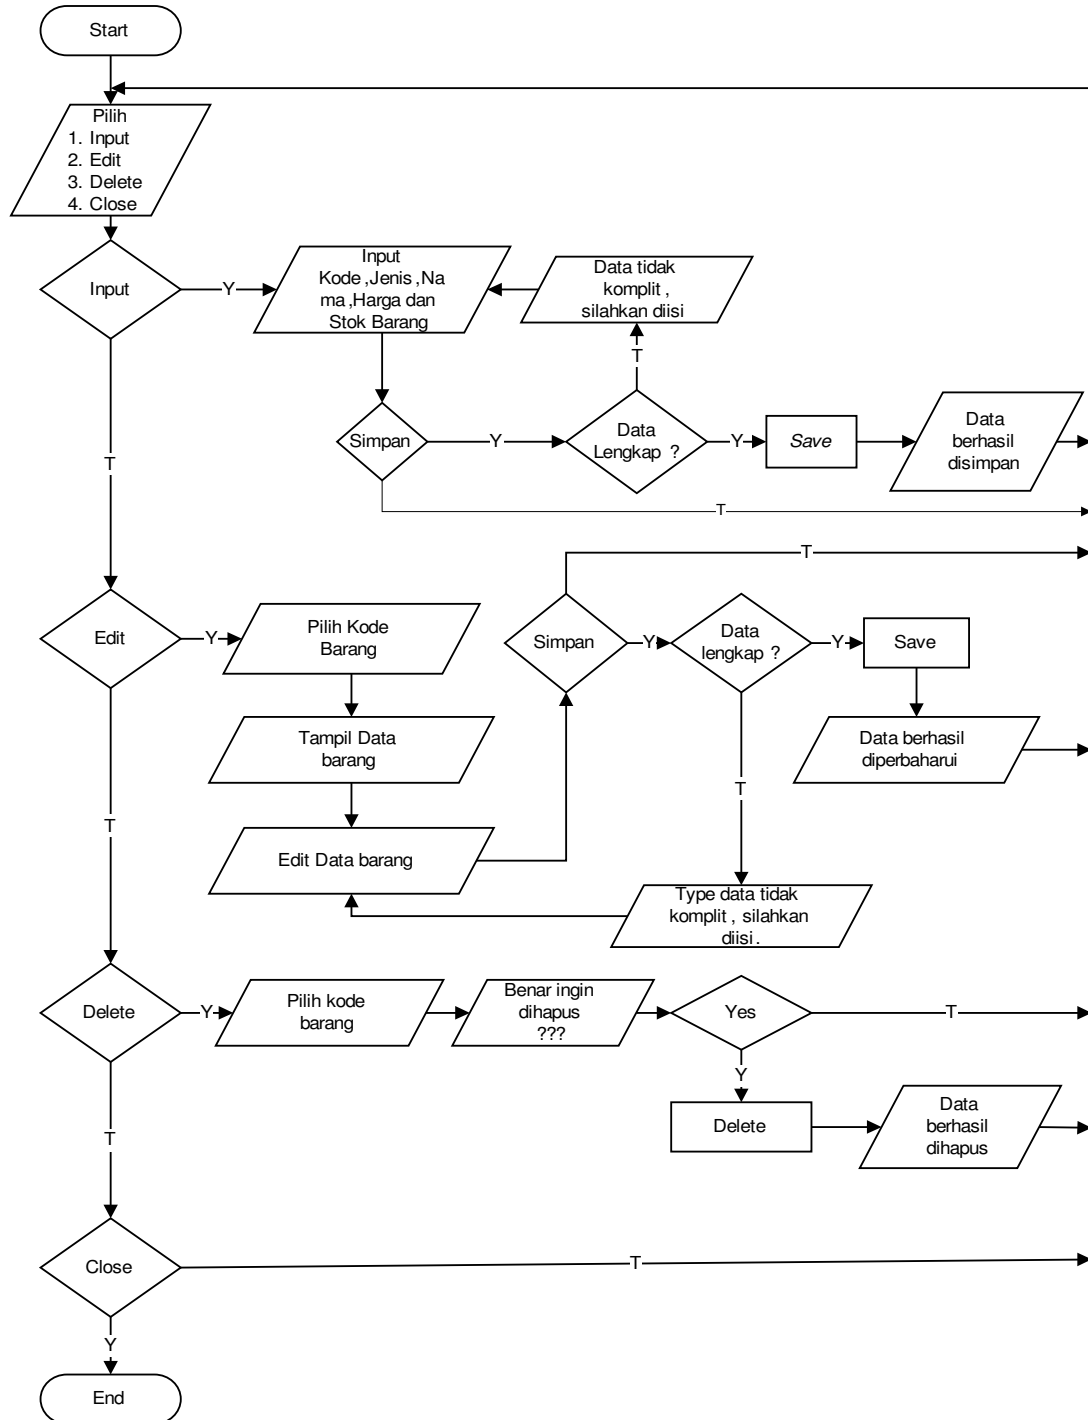 Start
Pilih
1. Input
2. Edit
3. Delete
4. Close
Input
Y
Input
Kode ,Jenis ,Na
ma ,Harga dan
Stok Barang
Data tidak
komplit ,
silahkan diisi
T
T
Simpan
Y
Data
Lengkap ?
Y
Save
Data
berhasil
disimpan
T
T
Edit
Y
Pilih Kode
Barang
Simpan
Y
Data
lengkap ?
Y
Save
Tampil Data
barang
Data berhasil
diperbaharui
T
T
Edit Data barang
Type data tidak
komplit , silahkan
diisi .
Delete
Y
Pilih kode
barang
Benar ingin
dihapus
???
Yes
T
Y
T
Delete
Data
berhasil
dihapus
Close
T
Y
End